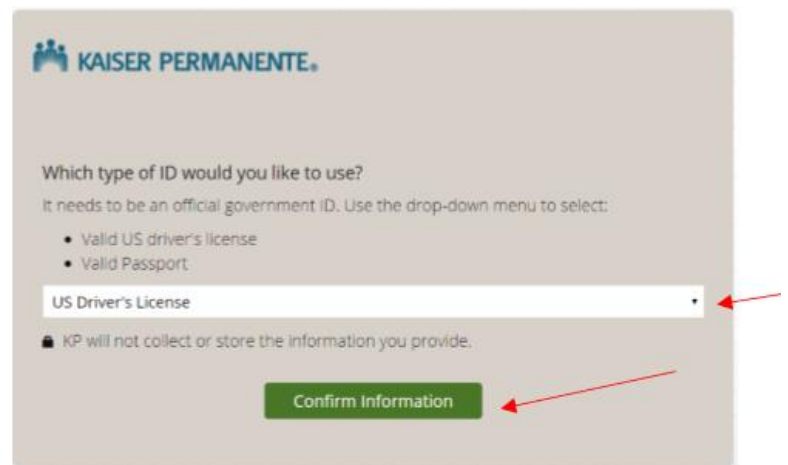 KAISER PERMANENTE®
Which type of ID would you like to use?
It needs to be an official government ID. Use the drop-down menu to select:
• Valid US driver's license
• Valid Passport
US Driver's License
KP will not collect or store the information you provide.
Confirm Information